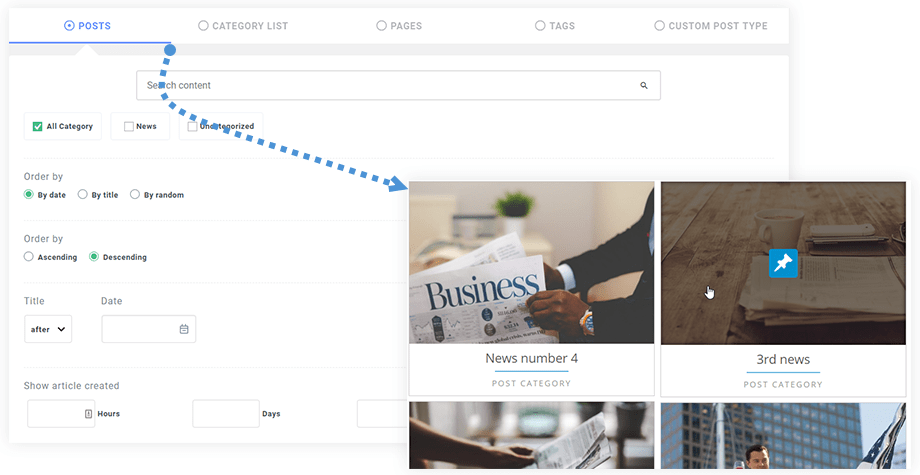 POSTS
CATEGORY LIST
PAGES
TAGS
CUSTOM POST TYPE
Search content
All Category
News
Uncategorized
Order by
By date
By title
By random
Order by
Ascending
Descending
Title
Date
after
Show article created
Hours
Days
Business
News number 4
POST CATEGORY
3rd news
POST CATEGORY